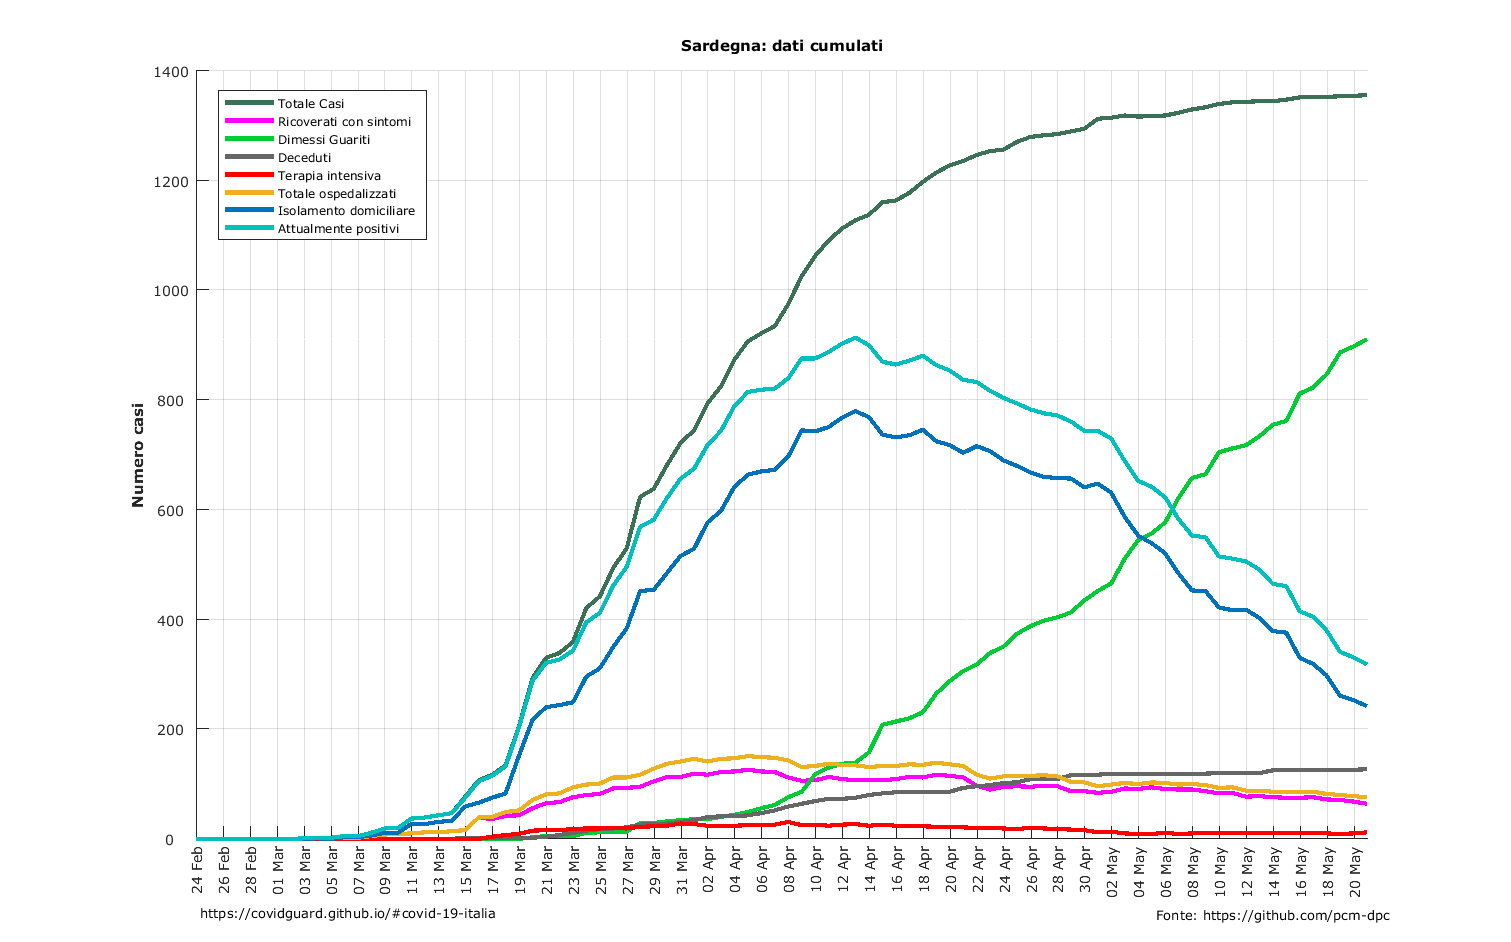 Sardegna: dati cumulati
1400
1200
1000
800
600
400
200
0
Numero casi
Totale Casi
Ricoverati con sintomi
Dimessi Guariti
Deceduti
Terapia intensiva
Totale ospedalizzati
Isolamento domiciliare
Attualmente positivi
24 Feb
26 Feb
28 Feb
01 Mar
03 Mar
05 Mar
07 Mar
09 Mar
11 Mar
13 Mar
15 Mar
17 Mar
19 Mar
21 Mar
23 Mar
25 Mar
27 Mar
29 Mar
31 Mar
02 Apr
04 Apr
06 Apr
08 Apr
10 Apr
12 Apr
14 Apr
16 Apr
18 Apr
20 Apr
22 Apr
24 Apr
26 Apr
28 Apr
30 Apr
02 May
04 May
06 May
08 May
10 May
12 May
14 May
16 May
18 May
20 May
https://covidguard.github.io/#covid-19-italia
Fonte: https://github.com/pcm-dpc